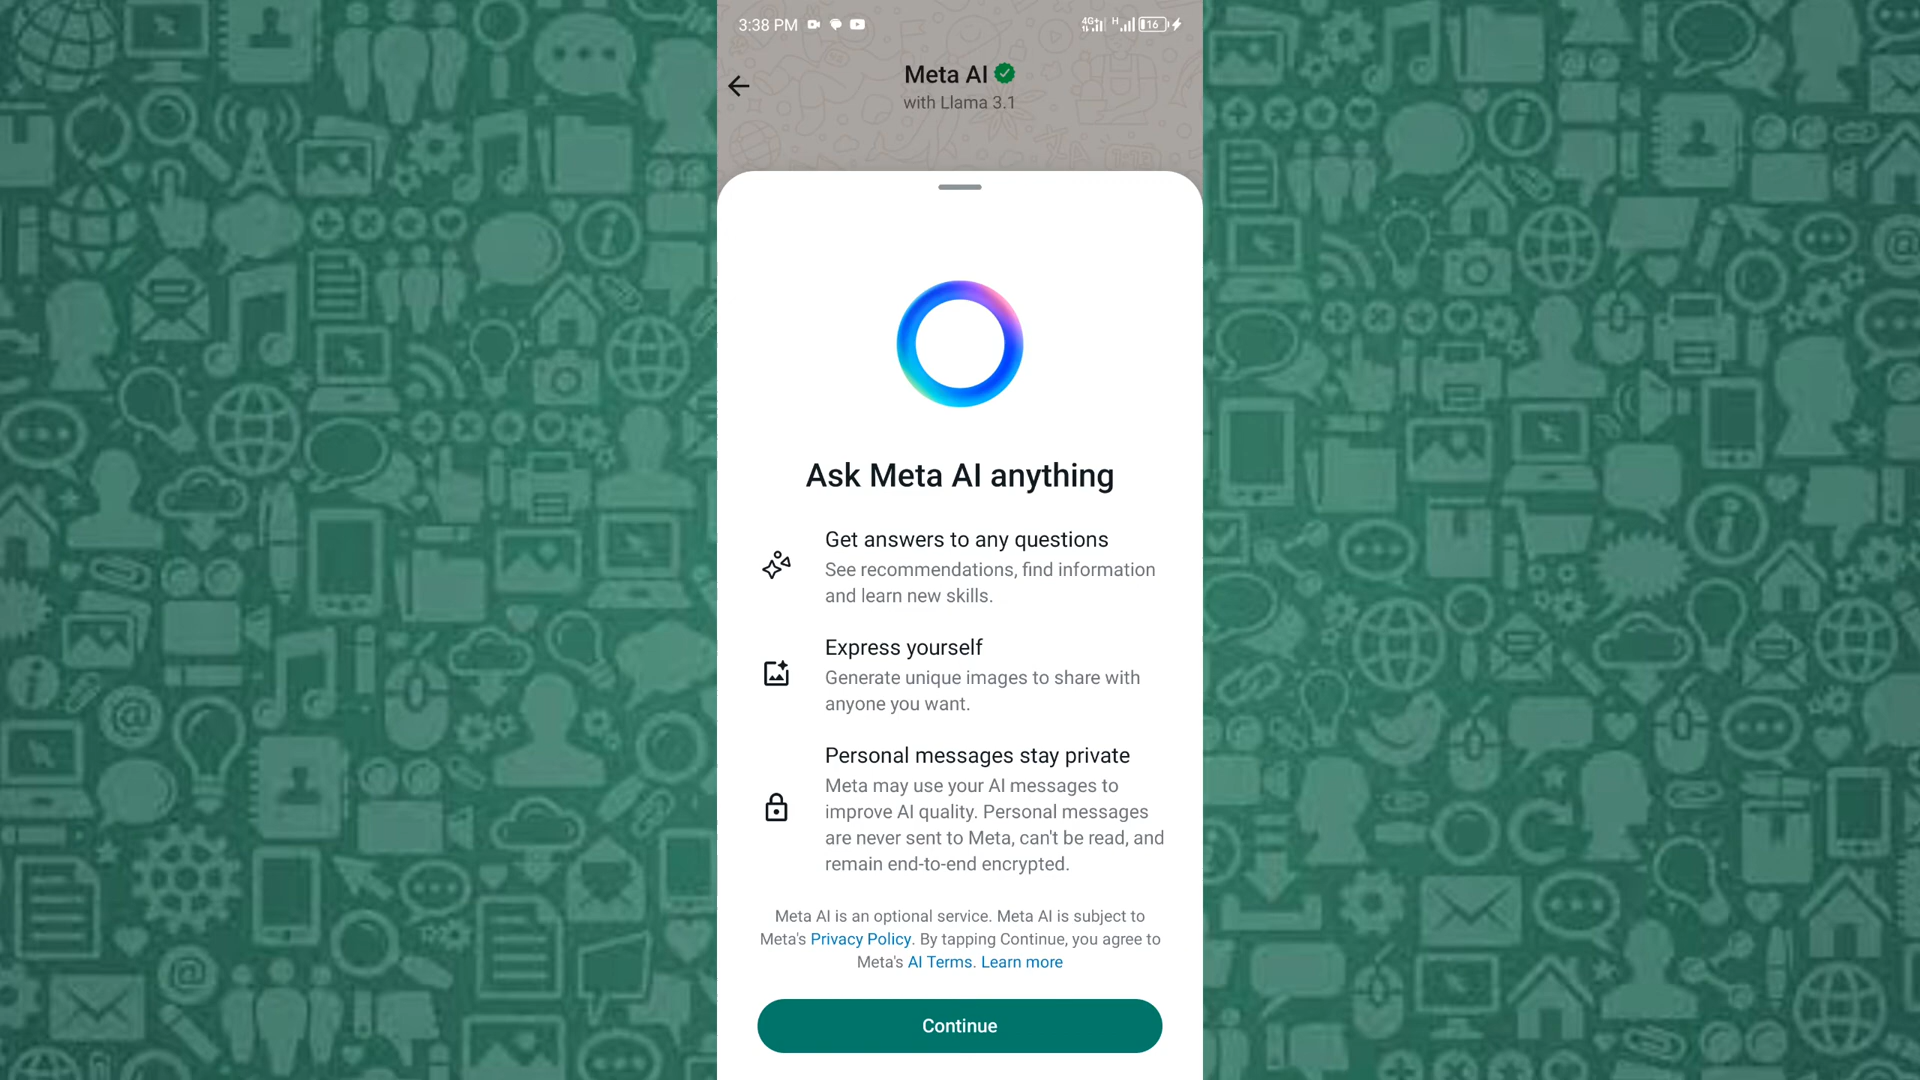 3:38 PM
4G+ H 16
Meta AI
with Llama 3.1
Ask Meta AI anything
Get answers to any questions
See recommendations, find information
and learn new skills.
Express yourself
Generate unique images to share with
anyone you want.
Personal messages stay private
Meta may use your AI messages to
improve AI quality. Personal messages
are never sent to Meta, can't be read, and
remain end-to-end encrypted.
Meta AI is an optional service. Meta AI is subject to
Meta's Privacy Policy. By tapping Continue, you agree to
Meta's AI Terms. Learn more
Continue